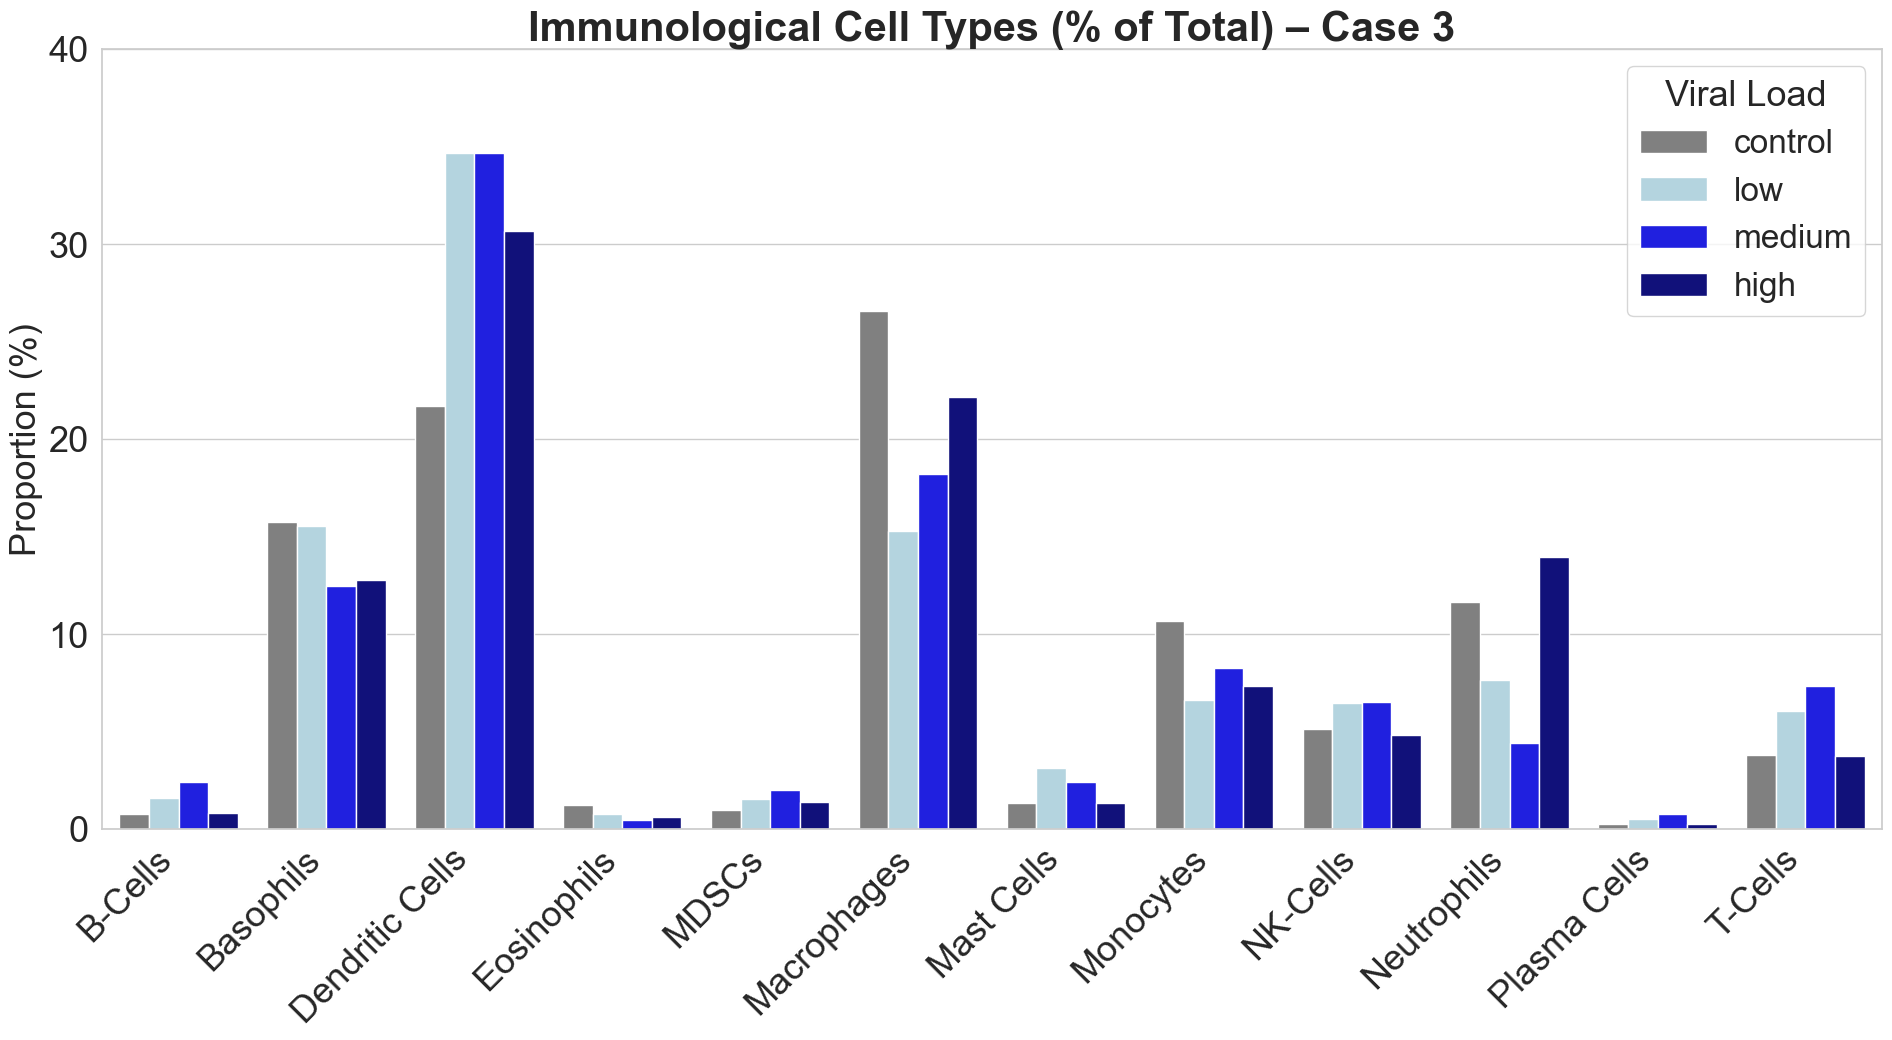 Immunological Cell Types (% of Total) – Case 3
Proportion (%)
40
30
20
10
0
Viral Load
control
low
medium
high
B-Cells
Basophils
Dendritic Cells
Eosinophils
MDSCs
Macrophages
Mast Cells
Monocytes
NK-Cells
Neutrophils
Plasma Cells
T-Cells